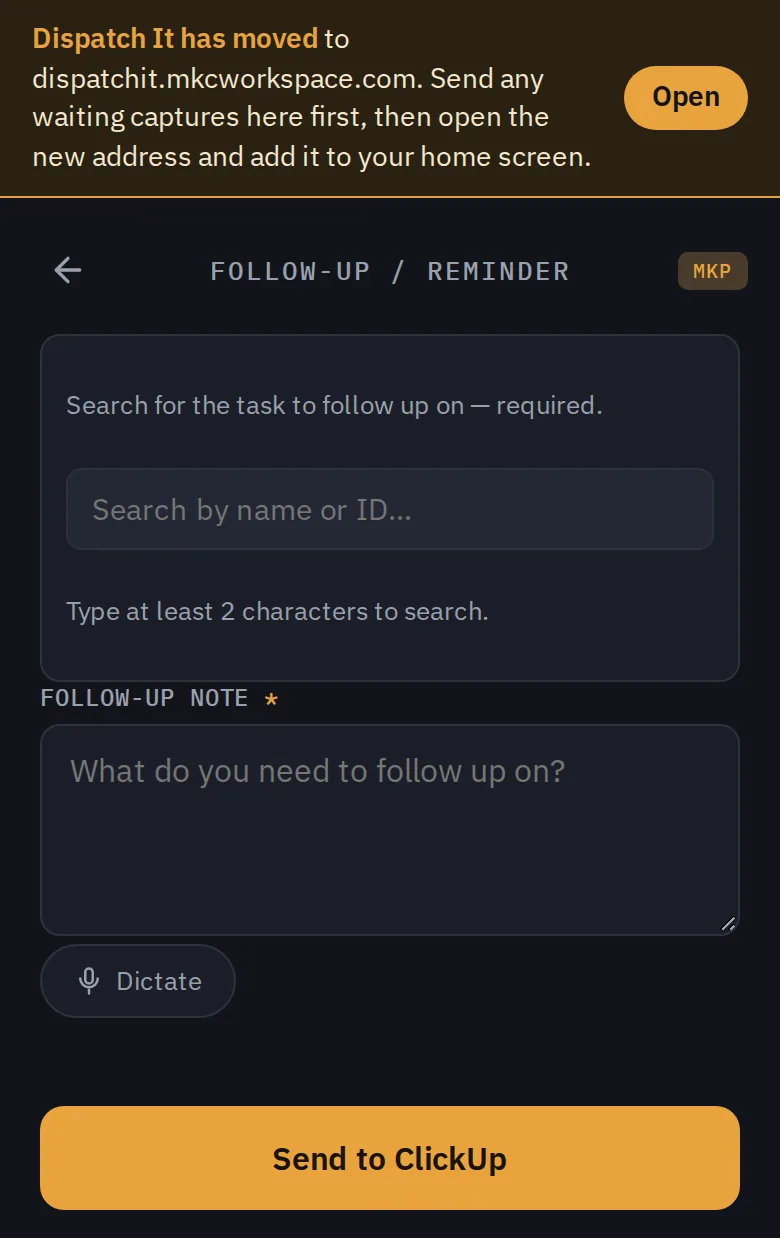 Dispatch It has moved to
dispatchit.mkcworkspace.com. Send any
waiting captures here first, then open the
new address and add it to your home screen.
Open
FOLLOW-UP / REMINDER
MKP
Search for the task to follow up on — required.
Search by name or ID...
Type at least 2 characters to search.
FOLLOW-UP NOTE *
What do you need to follow up on?
Dictate
Send to ClickUp